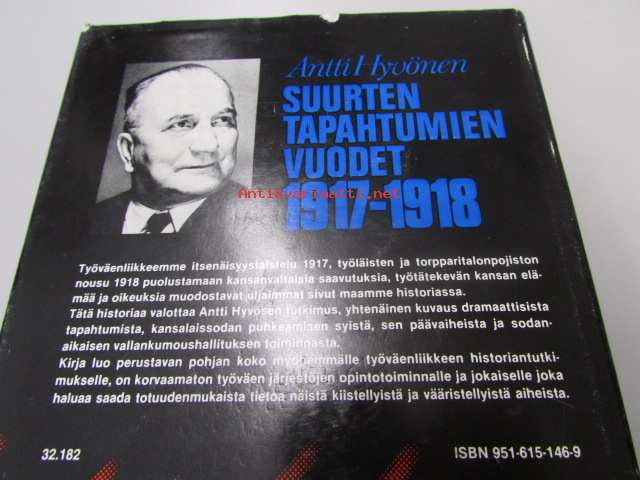 Antti Hyvönen
SUURTEN
TAPAHTUMIEN
VUODET
Antikvariaatti.net
1917-1918
Työväenliikkeemme itsenäisyystaistelu 1917, työläisten ja torpparitalonpojiston
nousu 1918 puolustamaan kansanvaltaisia saavutuksia, työtätekevän kansan elä-
mää ja oikeuksia muodostavat uljaimmat sivut maamme historiassa.
Tätä historiaa valottaa Antti Hyvösen tutkimus, yhtenäinen kuvaus dramaattisista
tapahtumista, kansalaissodan puhkeamisen syistä, sen päävaiheista ja sodan-
aikaisen vallankumoushallituksen toiminnasta.
Kirja luo perustavan pohjan koko myöhemmälle työväenliikkeen historiantutki-
mukselle, on korvaamaton työväen järjestöjen opintotoiminnalle ja jokaiselle joka
haluaa saada totuudenmukaista tietoa näistä kiistellyistä ja vääristellyistä aiheista.
32.182
ISBN 951-615-146-9